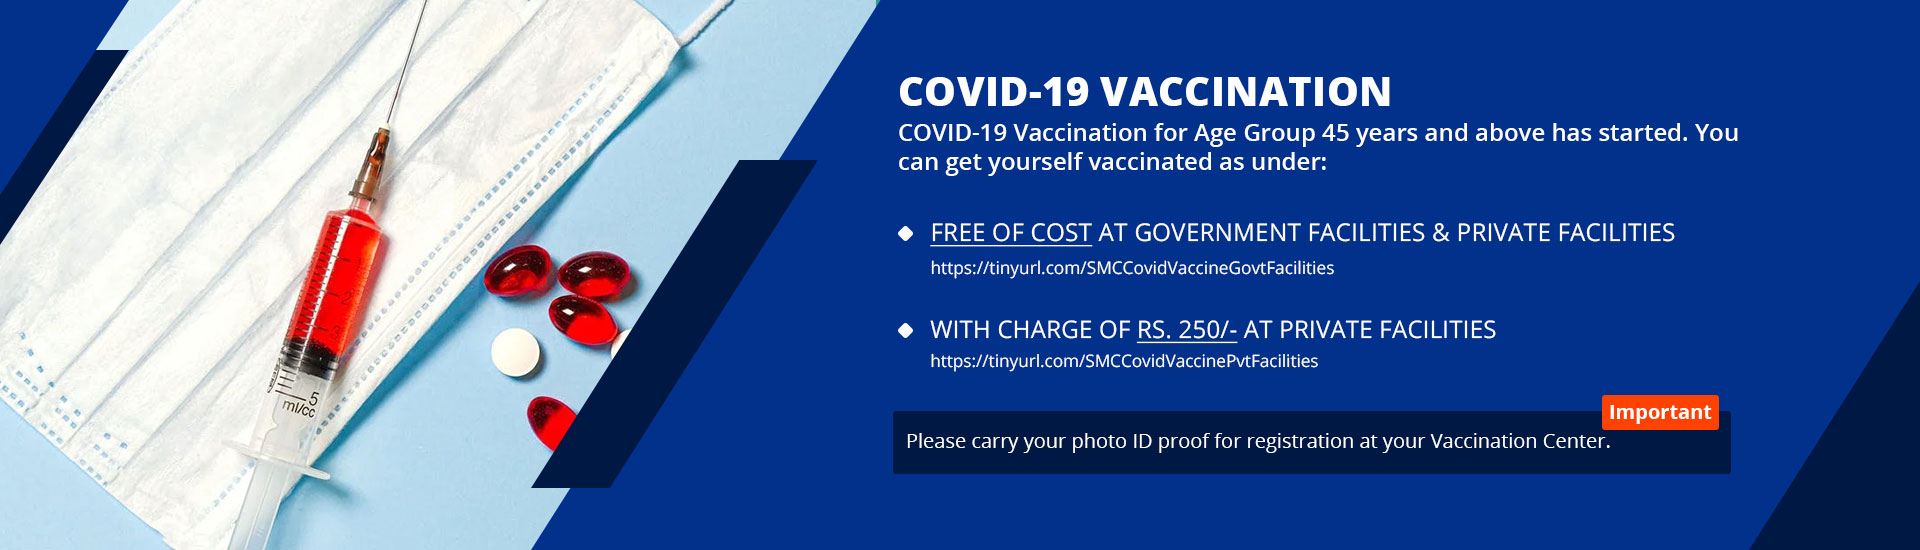 COVID-19 VACCINATION
COVID-19 Vaccination for Age Group 45 years and above has started. You
can get yourself vaccinated as under:
FREE OF COST AT GOVERNMENT FACILITIES & PRIVATE FACILITIES
https://tinyurl.com/SMCCovidVaccineGovtFacilities
WITH CHARGE OF RS. 250/- AT PRIVATE FACILITIES
https://tinyurl.com/SMCCovidVaccinePvtFacilities
Important
Please carry your photo ID proof for registration at your Vaccination Center.
2
3
5
ml/cc